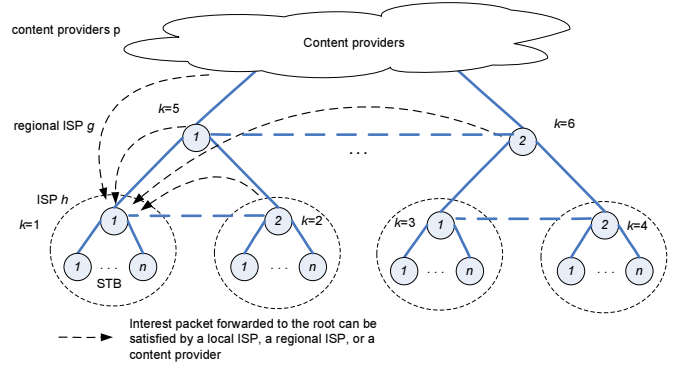 content providers p
Content providers
k=5
regional ISP g
1
k=6
2
...
ISP h
k=1
1
2
k=2
k=3
1
2
k=4
1
...
n
1
...
n
1
...
n
1
...
n
STB
Interest packet forwarded to the root can be
satisfied by a local ISP, a regional ISP, or a
content provider